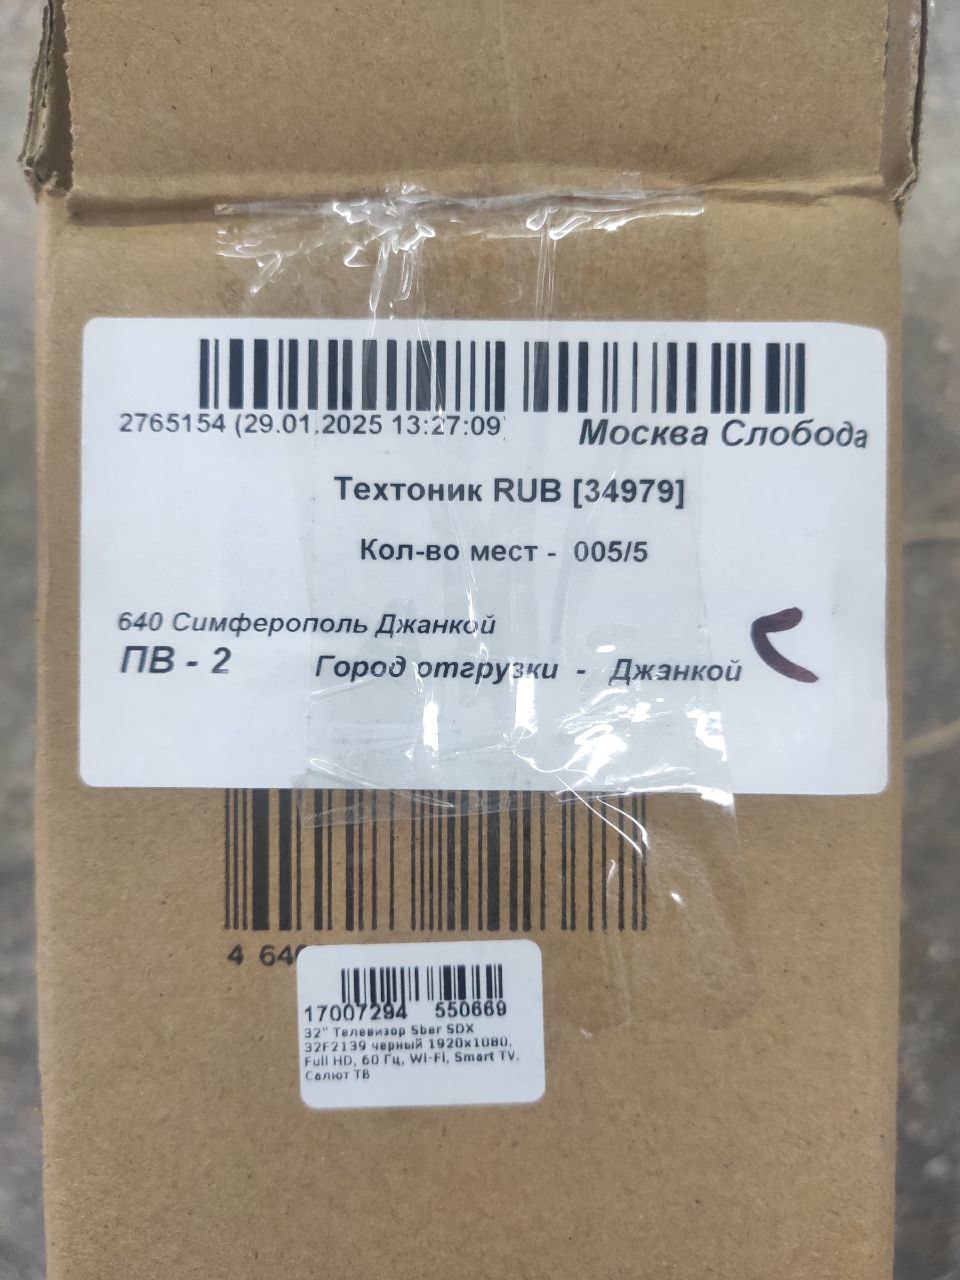 2765154 (29.01.2025 13:27:09)
Москва Слобода
Техтоник RUB [34979]
Кол-во мест - 005/5
640 Симферополь Джанкой
ПВ - 2 Город отгрузки - Джанкой
4 640
17007294 550669
32" Телевизор Sber SDX
32F2139 черный 1920x1080,
Full HD, 60 Гц, Wi-Fi, Smart TV,
Салют ТВ